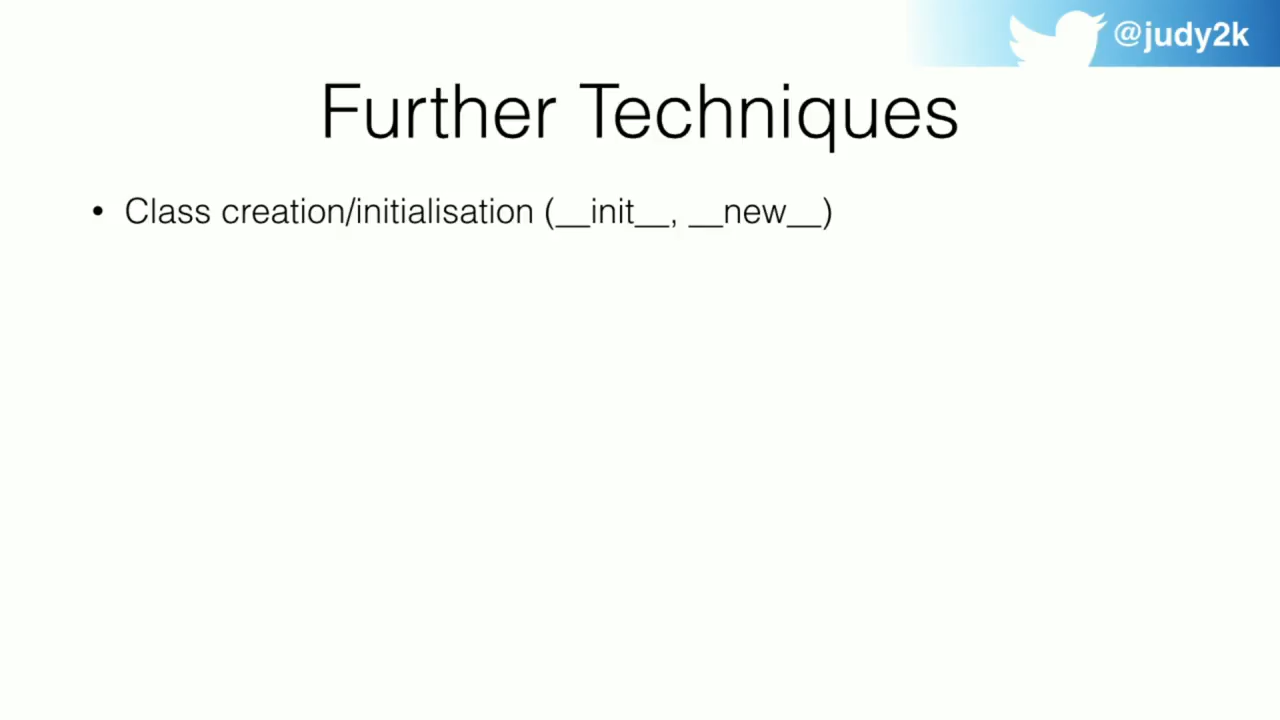 @judy2k
Further Techniques
• Class creation/initialisation (__init__, __new__)